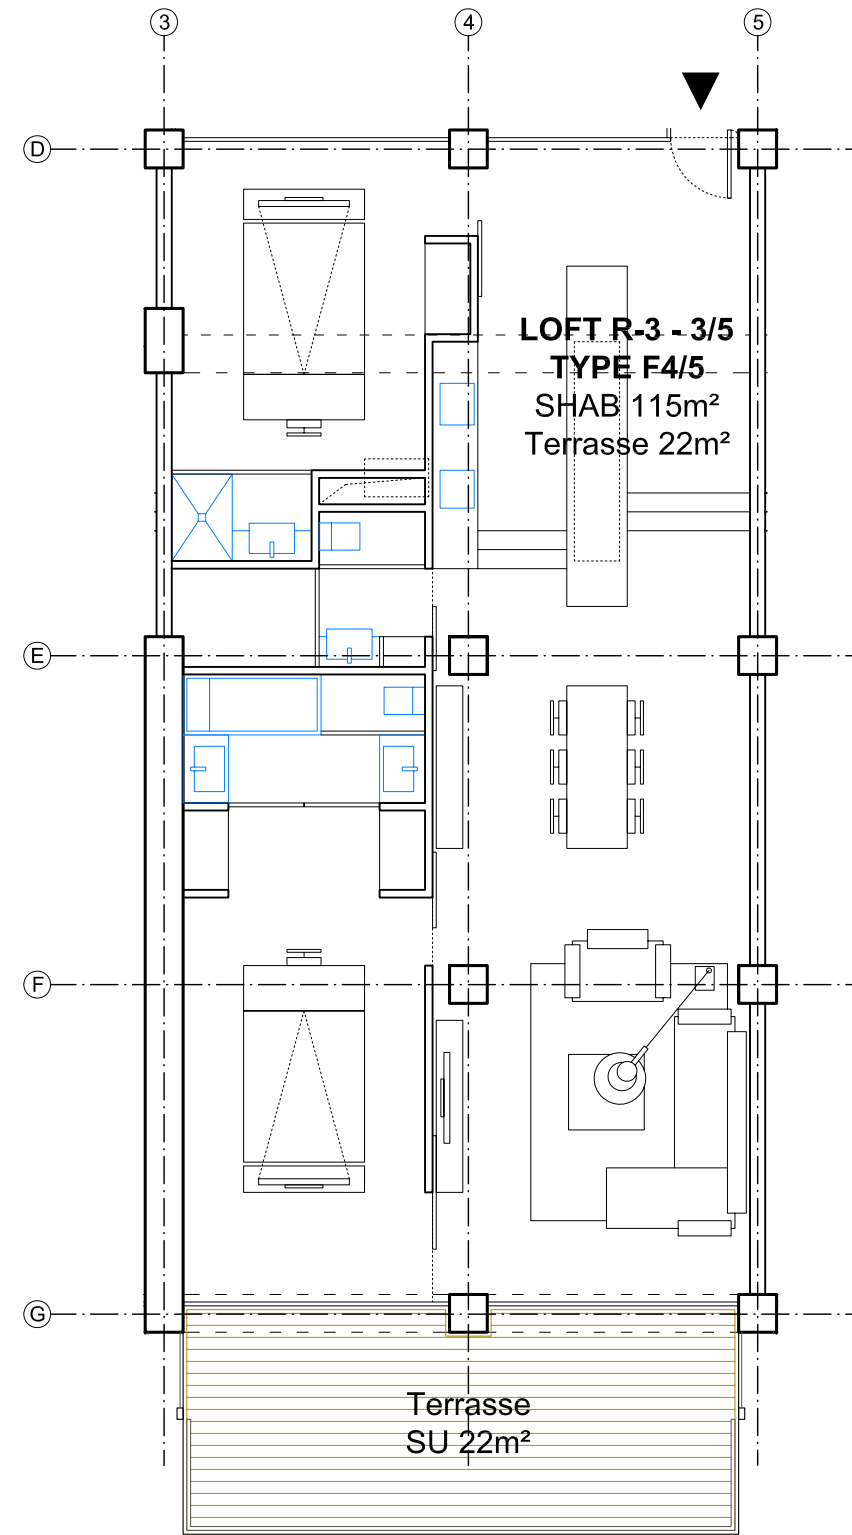 3
4
5
D
LOFT R-3 - 3/5
TYPE F4/5
SHAB 115m²
Terrasse 22m²
E
F
G
Terrasse
SU 22m²